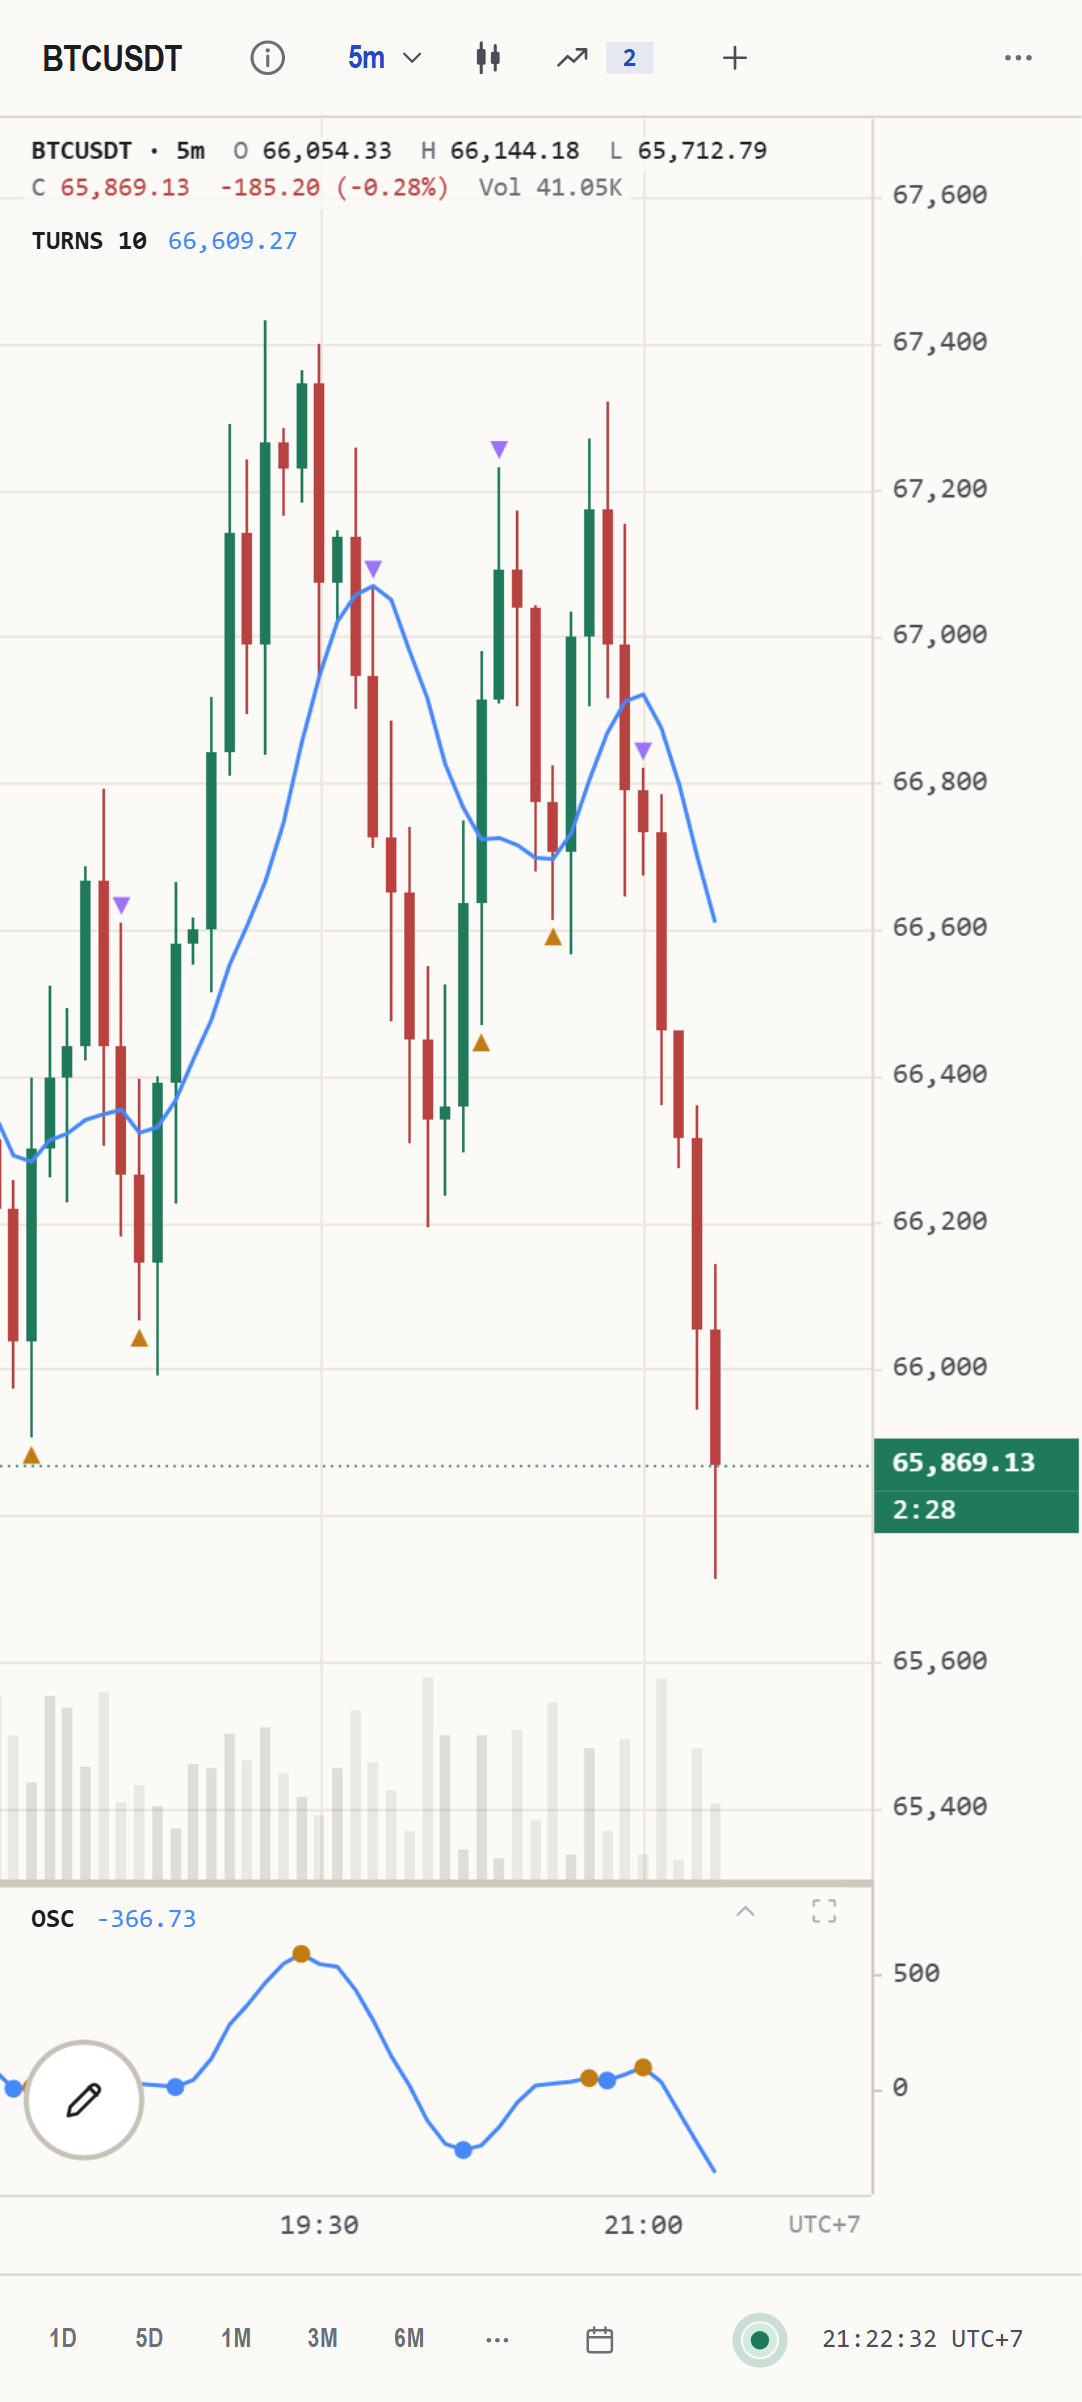 BTCUSDT 5m 2
BTCUSDT · 5m O 66,054.33 H 66,144.18 L 65,712.79
C 65,869.13 -185.20 (-0.28%) Vol 41.05K
TURNS 10 66,609.27
67,600
67,400
67,200
67,000
66,800
66,600
66,400
66,200
66,000
65,869.13
2:28
65,600
65,400
OSC -366.73
500
0
19:30 21:00 UTC+7
1D 5D 1M 3M 6M ··· 21:22:32 UTC+7